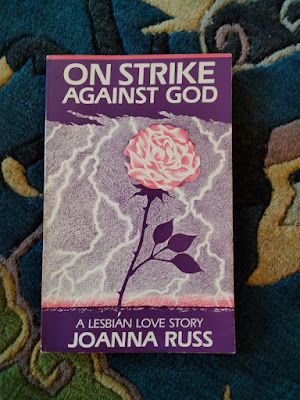 ON STRIKE
AGAINST GOD
A LESBIAN LOVE STORY
JOANNA RUSS